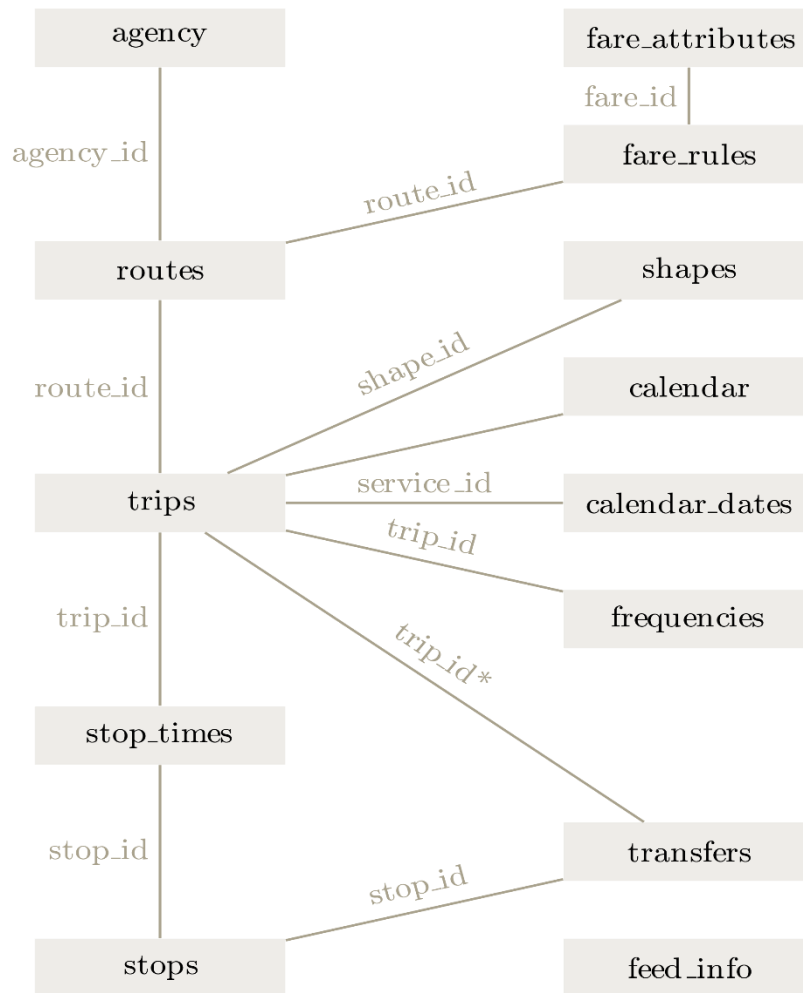 agency
fare_attributes
fare_id
agency_id
fare_rules
route_id
routes
shapes
shape_id
route_id
calendar
service_id
trips
calendar_dates
trip_id
trip_id
frequencies
trip_id*
stop_times
stop_id
transfers
stop_id
stops
feed_info